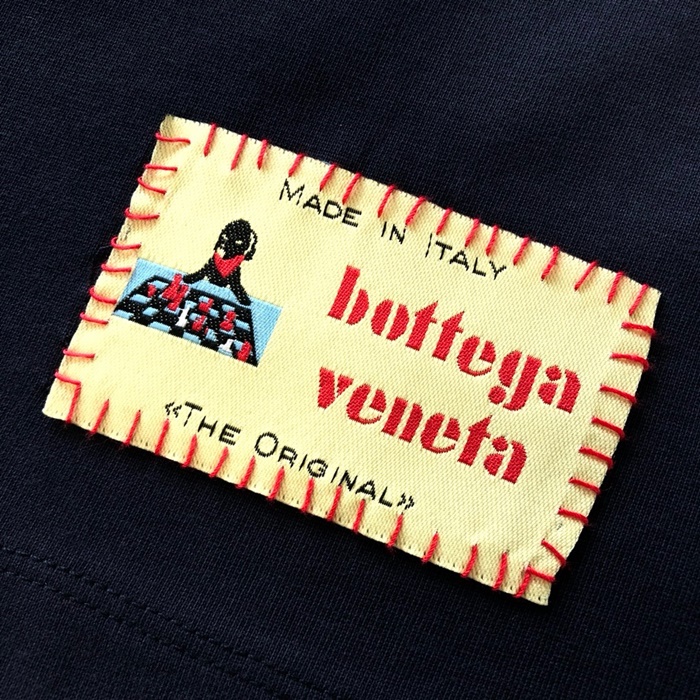 MADE IN ITALY
bottega
veneta
«THE ORIGINAL»